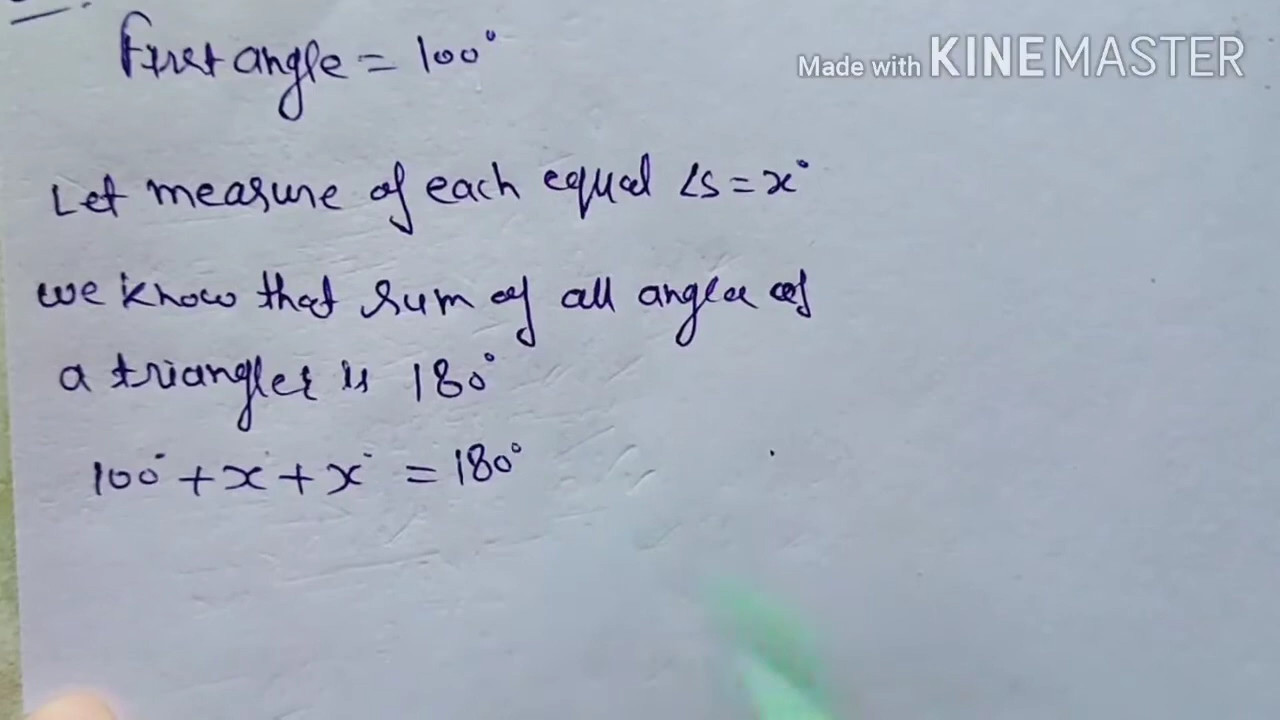 First angle = 100°
Made with KINEMASTER
Let measure of each equal ∠s = x°
we know that sum of all angles of
a triangles is 180°
100° + x + x° = 180°